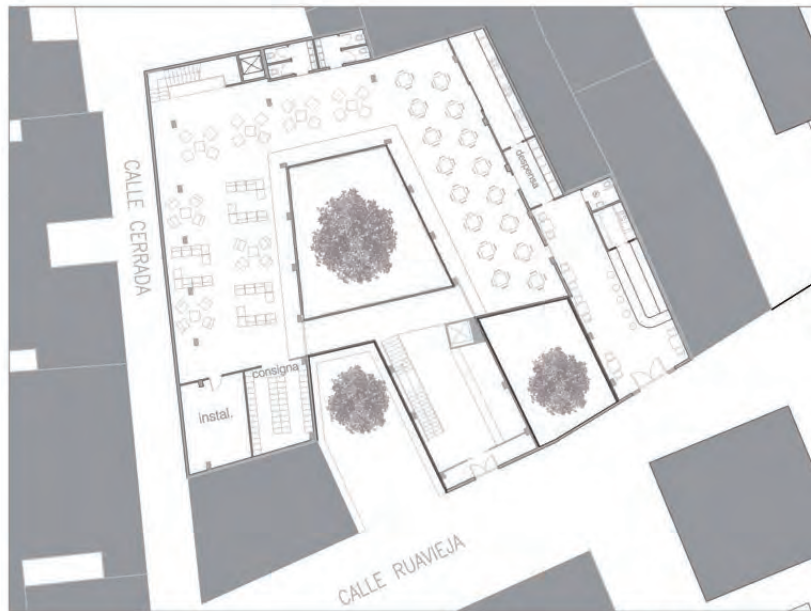 despensa
CALLE CERRADA
consigna
instal.
CALLE RUAVIEJA